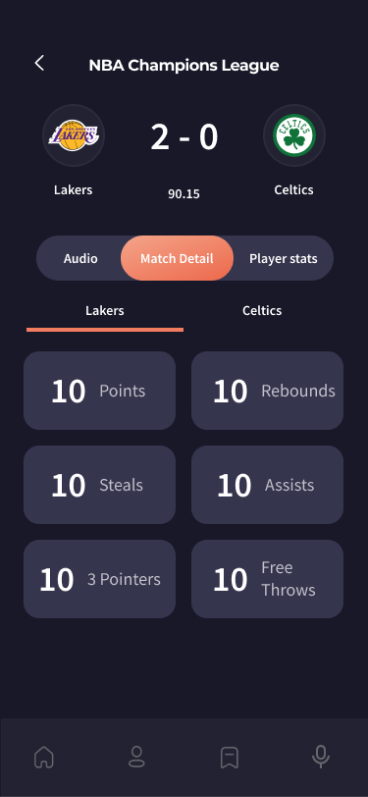 NBA Champions League
LAKERS
2 - 0
CELTICS
Lakers
90.15
Celtics
Audio
Match Detail
Player stats
Lakers
Celtics
10 Points
10 Rebounds
10 Steals
10 Assists
10 3 Pointers
10 Free
Throws